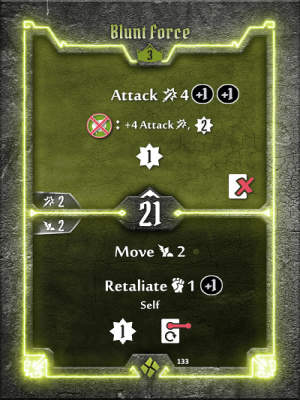 Blunt Force
3
Attack 4 +1 +1
: +4 Attack , 2
1
2
21
2
Move 2
Retaliate 1 +1
Self
1
133